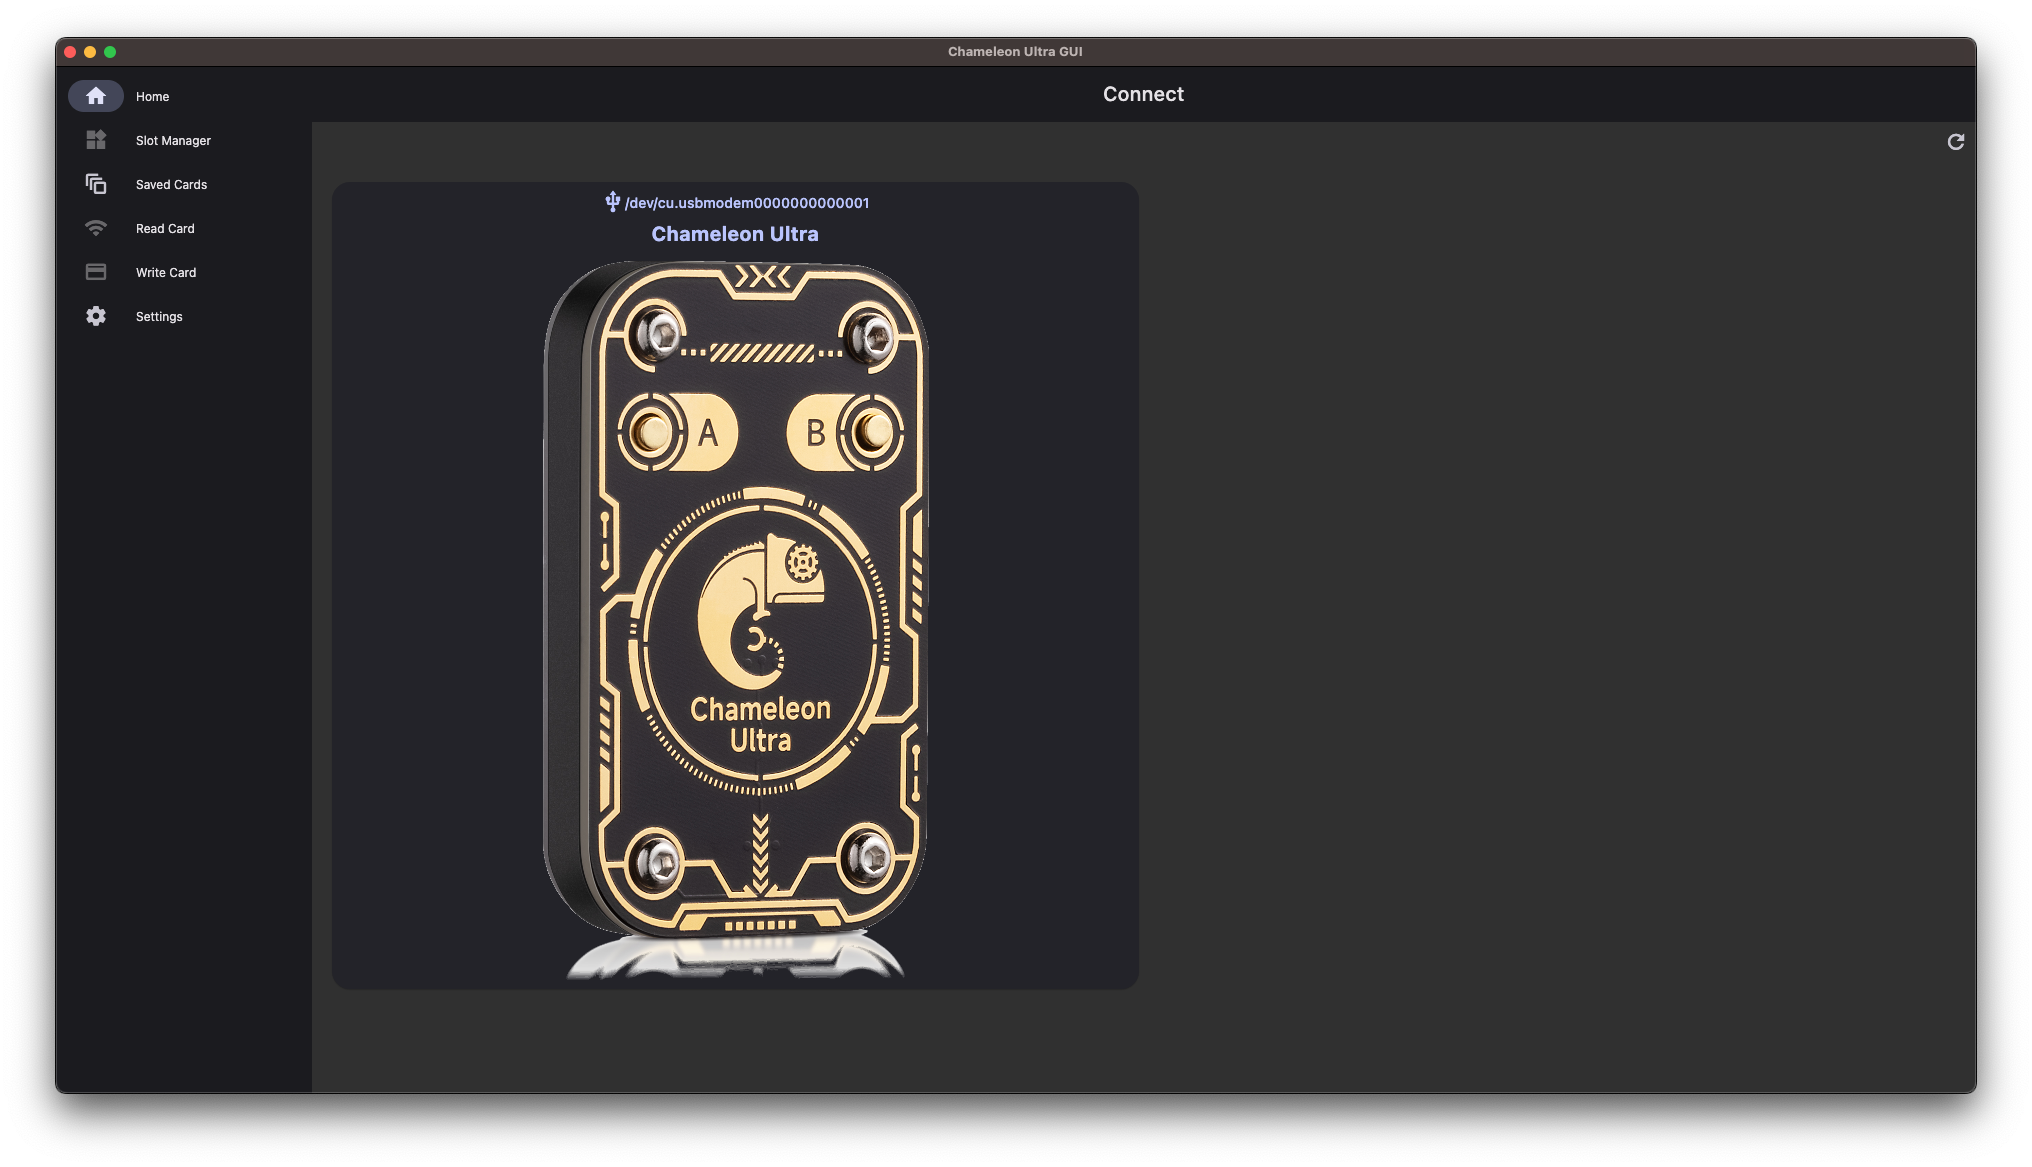 Chameleon Ultra GUI
Home
Connect
Slot Manager
Saved Cards
Read Card
Write Card
Settings
/dev/cu.usbmodem0000000000001
Chameleon Ultra
A
B
Chameleon
Ultra